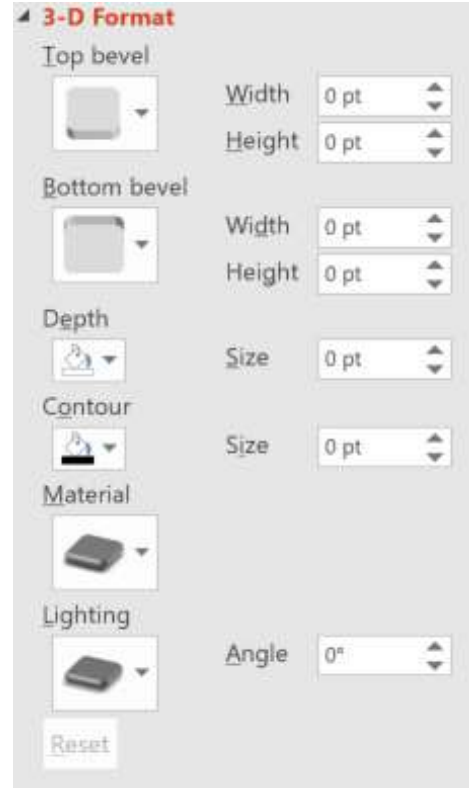 3-D Format
Top bevel
Width 0 pt
Height 0 pt
Bottom bevel
Width 0 pt
Height 0 pt
Depth
Size 0 pt
Contour
Size 0 pt
Material
Lighting
Angle 0°
Reset